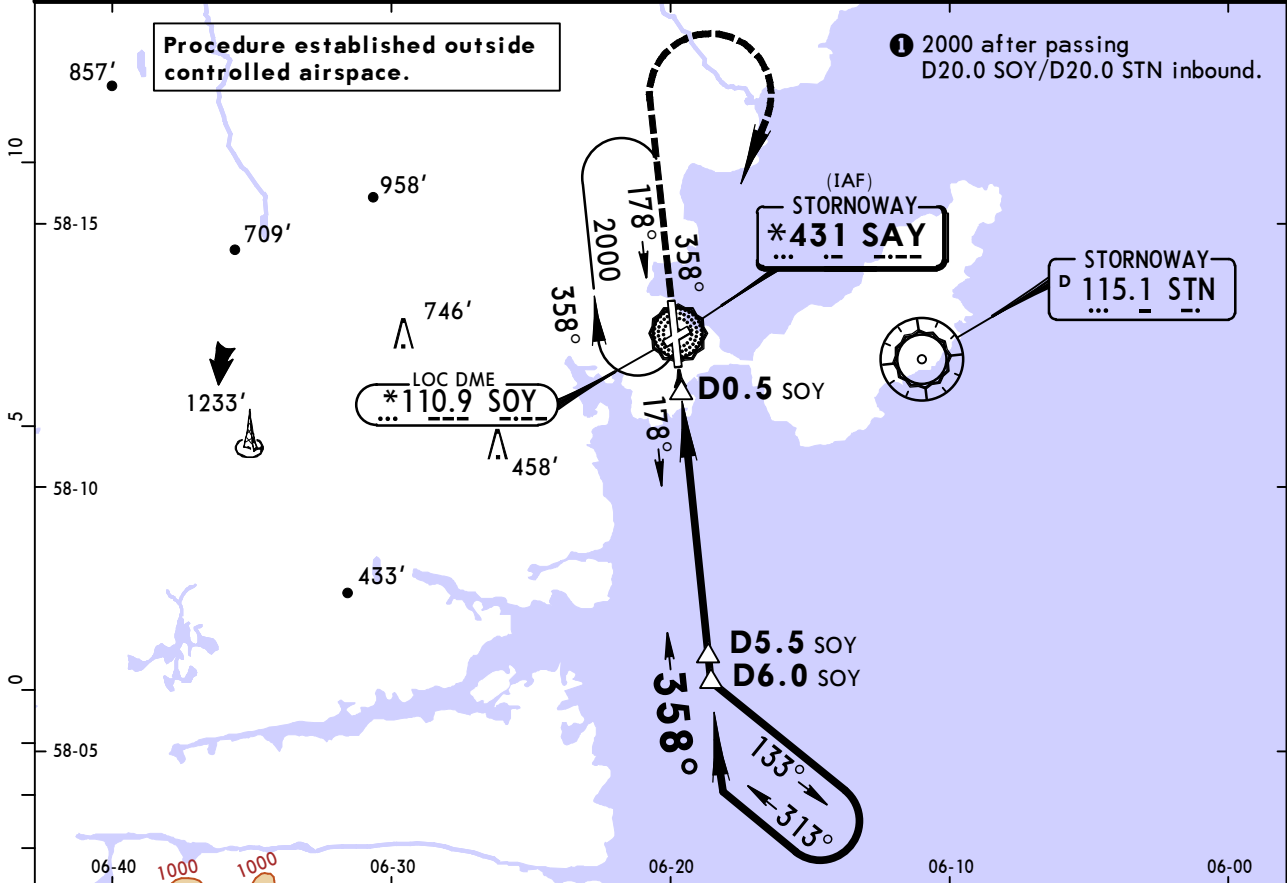 Procedure established outside
controlled airspace.
❶ 2000 after passing
D20.0 SOY/D20.0 STN inbound.
857'
10
958'
(IAF)
STORNOWAY
*431 SAY
58-15
709'
178°
358°
2000
STORNOWAY
D 115.1 STN
358°
746'
LOC DME
*110.9 SOY
1233'
D0.5 SOY
5
178°
458'
58-10
433'
D5.5 SOY
D6.0 SOY
0
358°
58-05
133°
313°
1000
1000
06-40
06-30
06-20
06-10
06-00